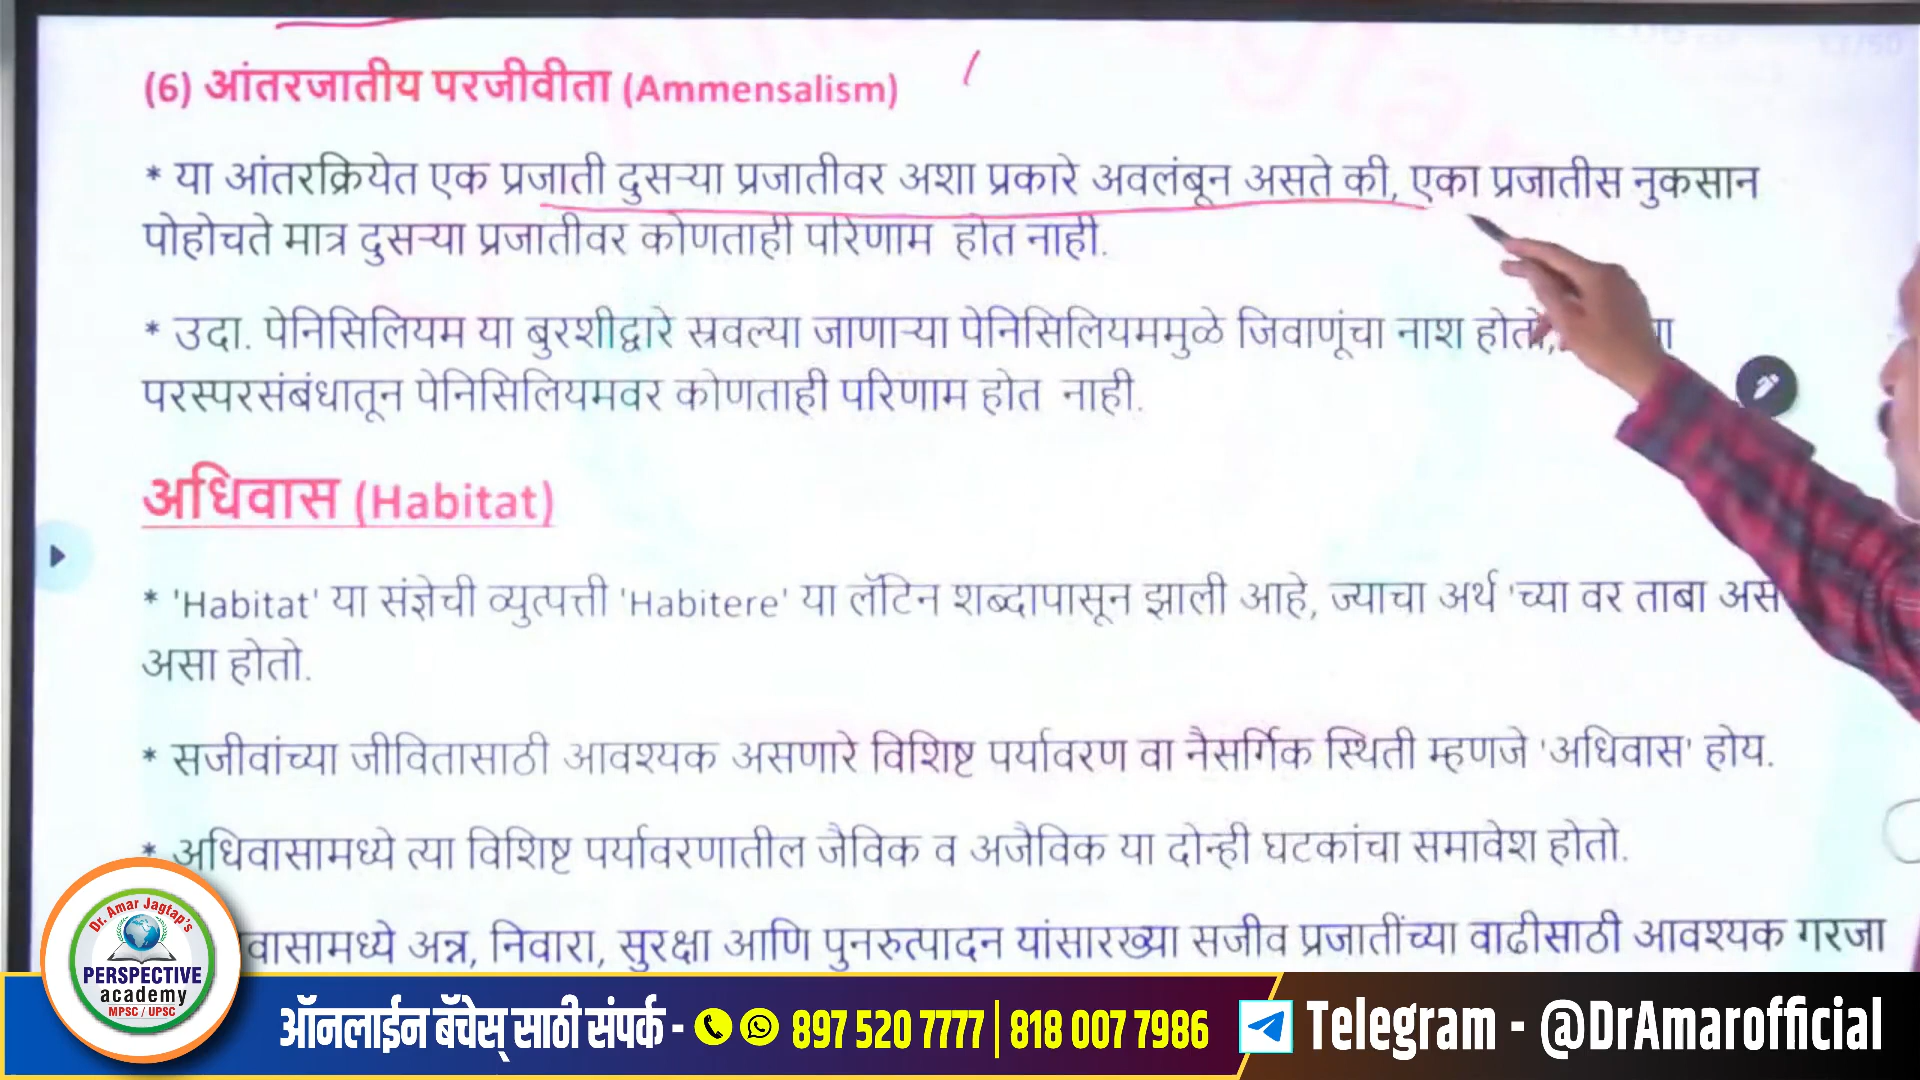 (6) आंतरजातीय परजीवीता (Ammensalism)
* या आंतरक्रियेत एक प्रजाती दुसऱ्या प्रजातीवर अशा प्रकारे अवलंबून असते की, एका प्रजातीस नुकसान
पोहोचते मात्र दुसऱ्या प्रजातीवर कोणताही परिणाम होत नाही.
* उदा. पेनिसिलियम या बुरशीद्वारे स्रवल्या जाणाऱ्या पेनिसिलियममुळे जिवाणूंचा नाश होतो,
परस्परसंबंधातून पेनिसिलियमवर कोणताही परिणाम होत नाही.
अधिवास (Habitat)
* 'Habitat' या संज्ञेची व्युत्पत्ती 'Habitere' या लॅटिन शब्दापासून झाली आहे, ज्याचा अर्थ 'च्या वर ताबा
असा होतो.
* सजीवांच्या जीवितासाठी आवश्यक असणारे विशिष्ट पर्यावरण वा नैसर्गिक स्थिती म्हणजे 'अधिवास' होय.
* अधिवासामध्ये त्या विशिष्ट पर्यावरणातील जैविक व अजैविक या दोन्ही घटकांचा समावेश होतो.
वासामध्ये अन्न, निवारा, सुरक्षा आणि पुनरुत्पादन यांसारख्या सजीव प्रजातींच्या वाढीसाठी आवश्यक गरजा
Dr. Amar Jagtap's
PERSPECTIVE
academy
MPSC / UPSC
ऑनलाईन बॅचेस् साठी संपर्क - 897 520 7777 | 818 007 7986 Telegram - @DrAmarofficial